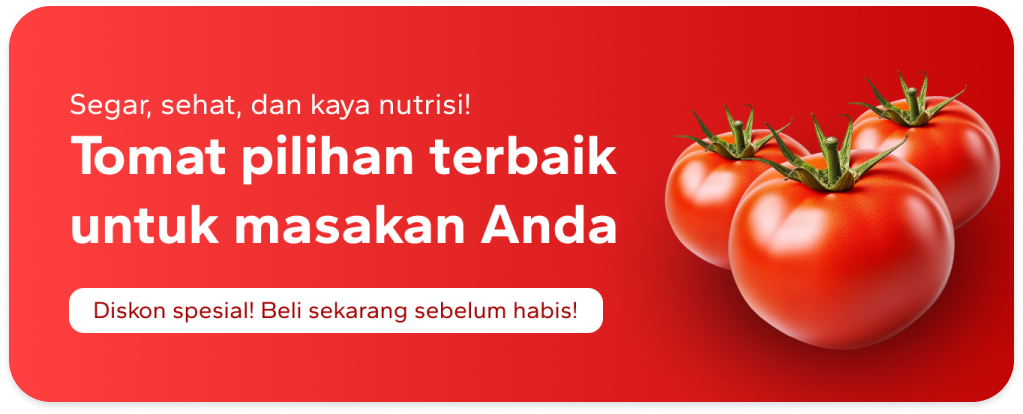 Segar, sehat, dan kaya nutrisi!
Tomat pilihan terbaik
untuk masakan Anda
Diskon spesial! Beli sekarang sebelum habis!